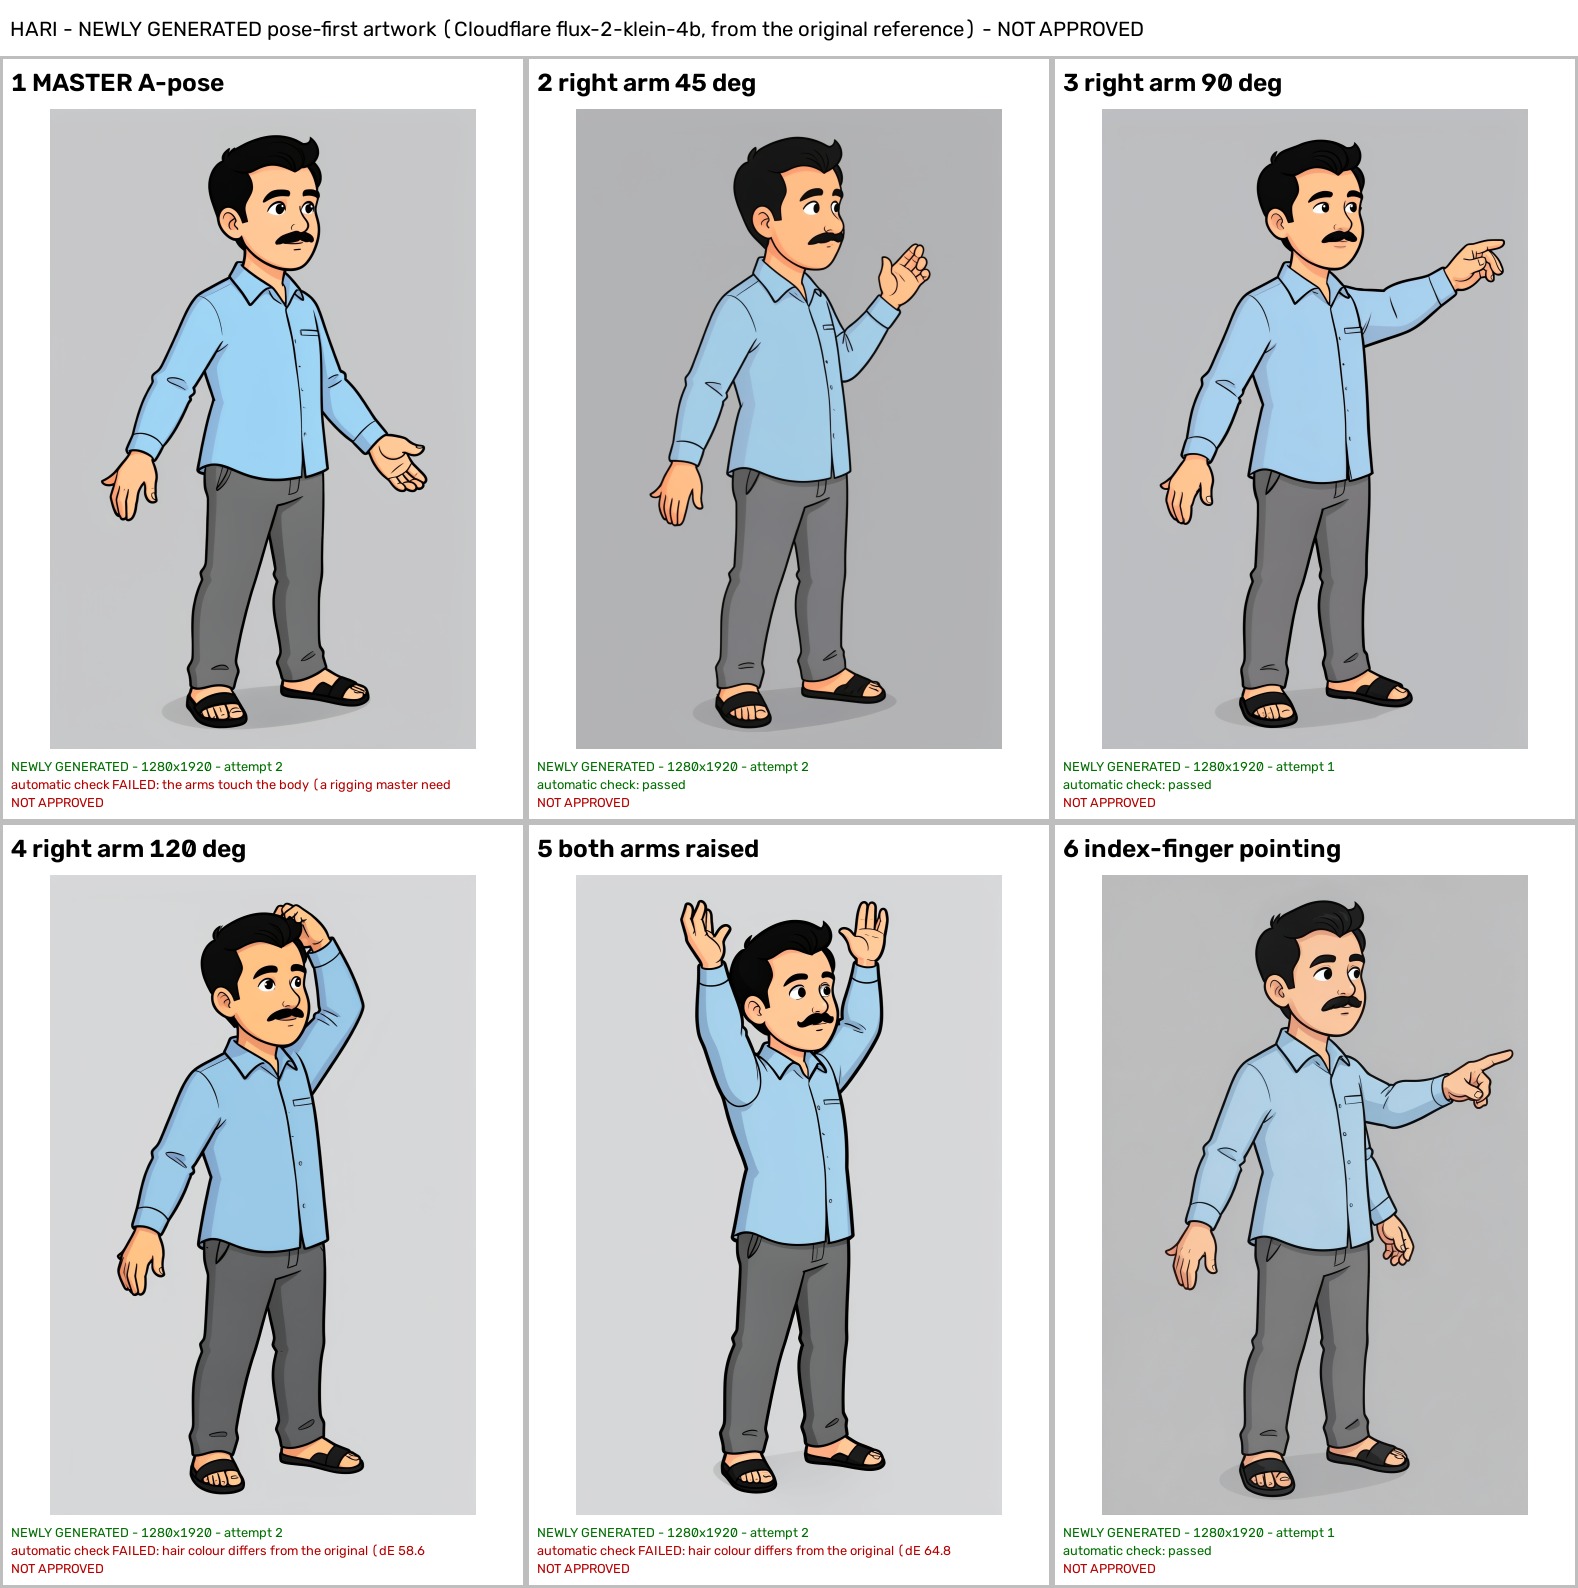 HARI - NEWLY GENERATED pose-first artwork (Cloudflare flux-2-klein-4b, from the original reference) - NOT APPROVED
1 MASTER A-pose
2 right arm 45 deg
3 right arm 90 deg
NEWLY GENERATED - 1280x1920 - attempt 2
automatic check FAILED: the arms touch the body (a rigging master need
NOT APPROVED
NEWLY GENERATED - 1280x1920 - attempt 2
automatic check: passed
NOT APPROVED
NEWLY GENERATED - 1280x1920 - attempt 1
automatic check: passed
NOT APPROVED
4 right arm 120 deg
5 both arms raised
6 index-finger pointing
NEWLY GENERATED - 1280x1920 - attempt 2
automatic check FAILED: hair colour differs from the original (dE 58.6
NOT APPROVED
NEWLY GENERATED - 1280x1920 - attempt 2
automatic check FAILED: hair colour differs from the original (dE 64.8
NOT APPROVED
NEWLY GENERATED - 1280x1920 - attempt 1
automatic check: passed
NOT APPROVED